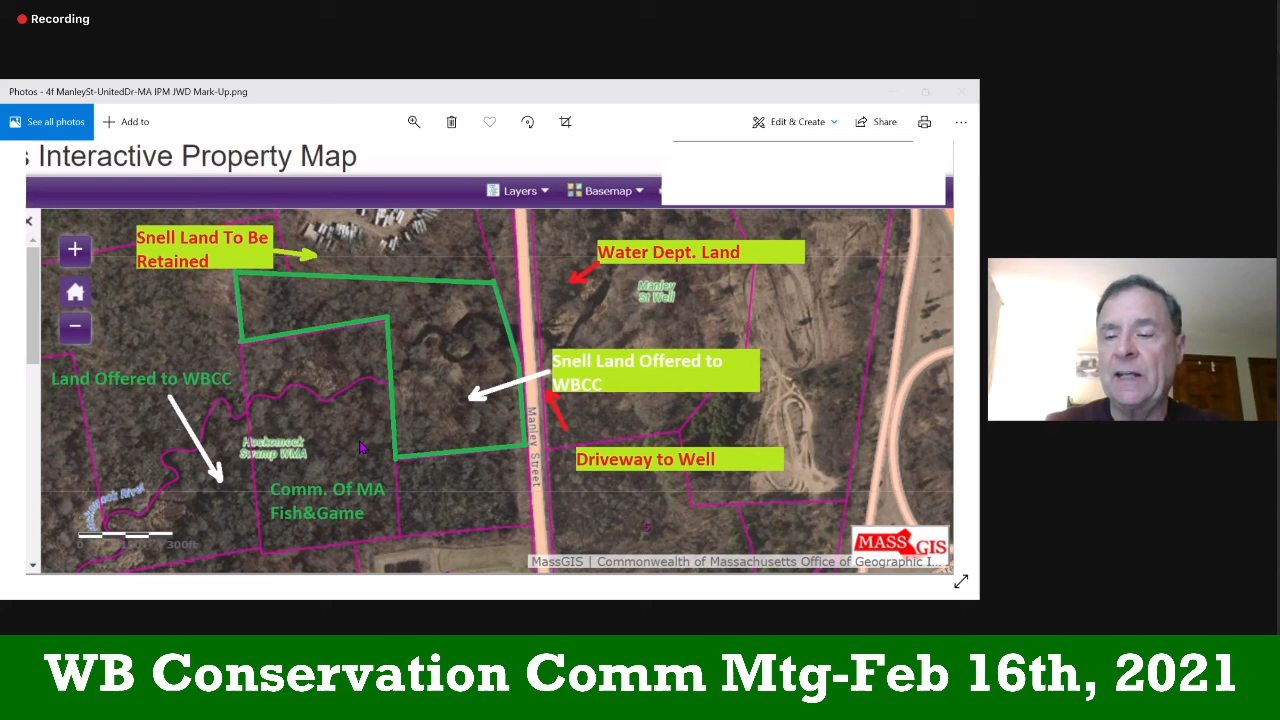 Recording
Photos - 4f ManleySt-UnitedDr-MA IPM JWD Mark-Up.png
See all photos
Add to
Edit & Create
Share
s Interactive Property Map
Layers
Basemap
Snell Land To Be
Retained
Water Dept. Land
Manley
St Well
Snell Land Offered to
WBCC
Land Offered to WBCC
Manley Street
Driveway to Well
Hockomock
Swamp WMA
Comm. Of MA
Fish&Game
300ft
MASS GIS
MassGIS | Commonwealth of Massachusetts Office of Geographic I...
WB Conservation Comm Mtg-Feb 16th, 2021